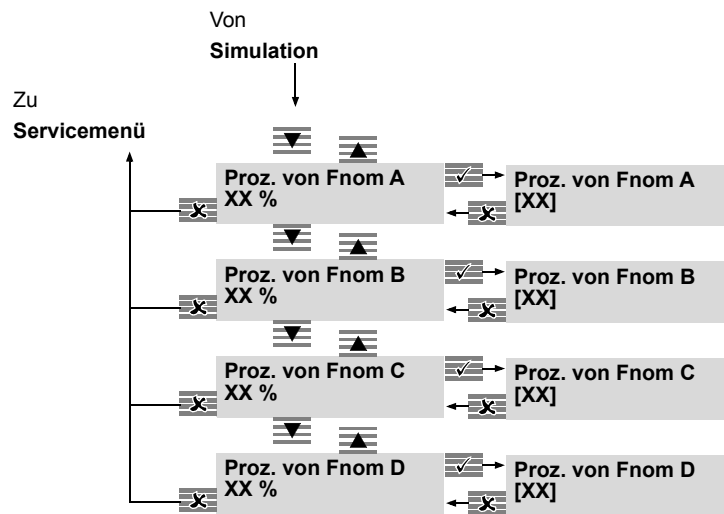 Von
Simulation
Zu
Servicemenü
Proz. von Fnom A
XX %
Proz. von Fnom A
[XX]
Proz. von Fnom B
XX %
Proz. von Fnom B
[XX]
Proz. von Fnom C
XX %
Proz. von Fnom C
[XX]
Proz. von Fnom D
XX %
Proz. von Fnom D
[XX]